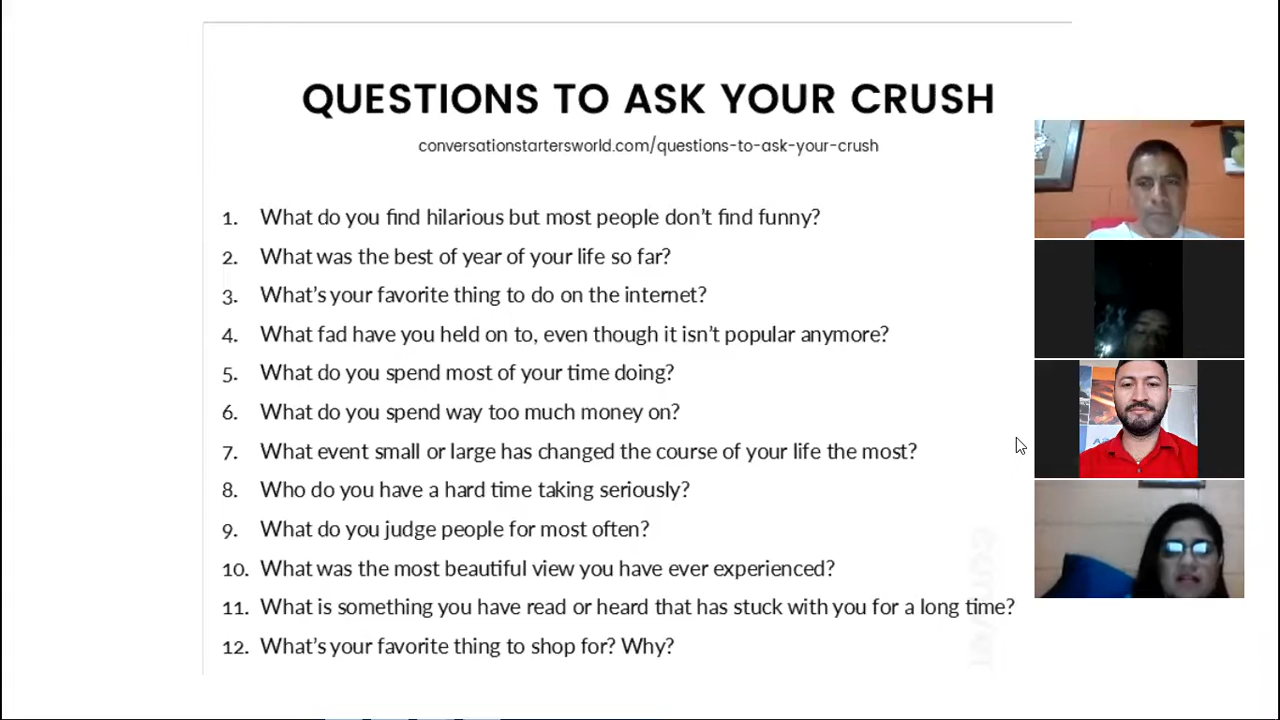 QUESTIONS TO ASK YOUR CRUSH
conversationstartersworld.com/questions-to-ask-your-crush
1. What do you find hilarious but most people don't find funny?
2. What was the best of year of your life so far?
3. What's your favorite thing to do on the internet?
4. What fad have you held on to, even though it isn't popular anymore?
5. What do you spend most of your time doing?
6. What do you spend way too much money on?
7. What event small or large has changed the course of your life the most?
8. Who do you have a hard time taking seriously?
9. What do you judge people for most often?
10. What was the most beautiful view you have ever experienced?
11. What is something you have read or heard that has stuck with you for a long time?
12. What's your favorite thing to shop for? Why?